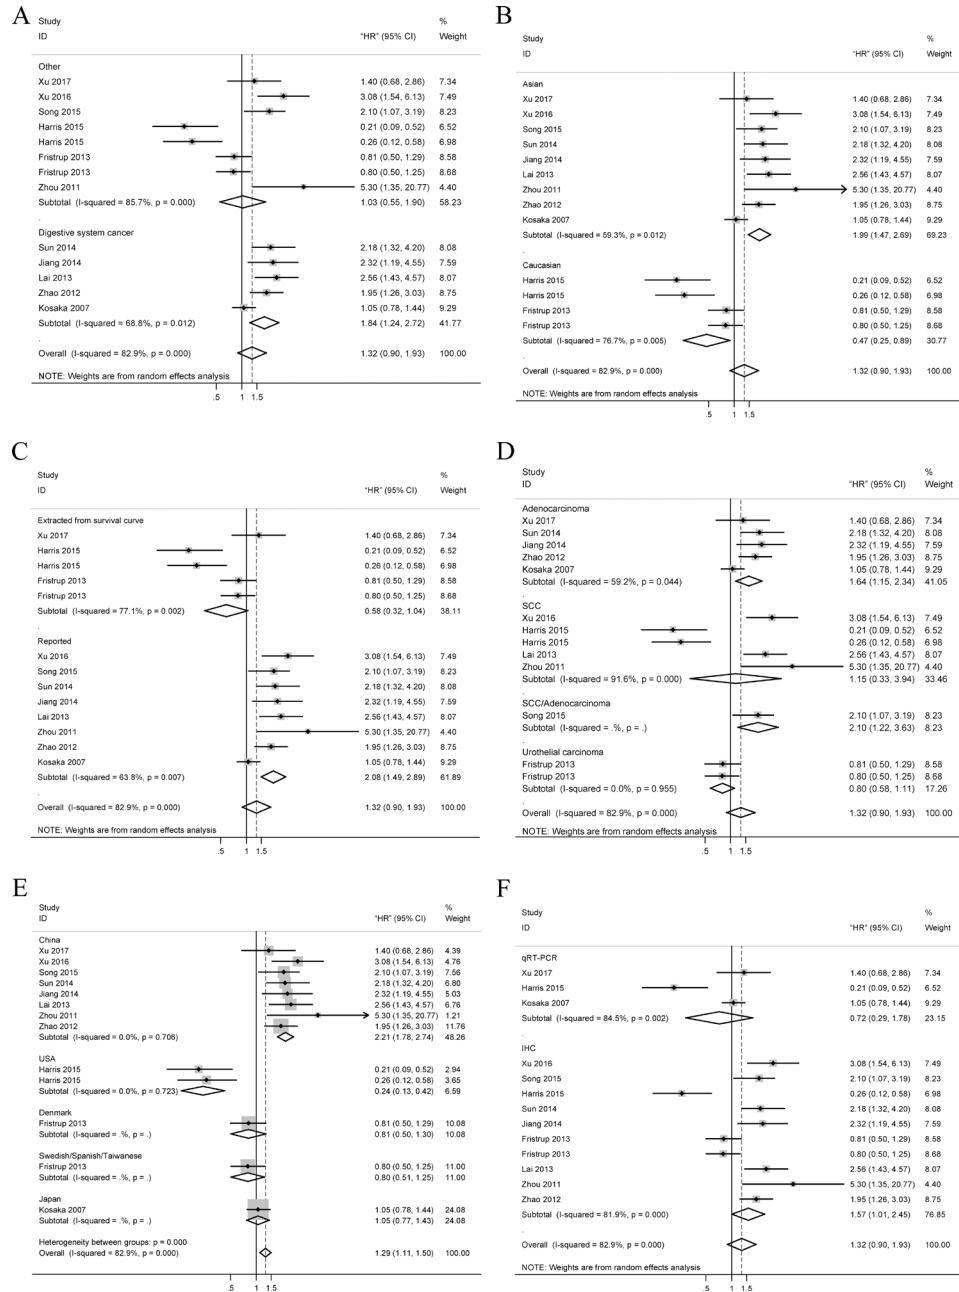 A
Study %
ID "HR" (95% CI) Weight
Other
Xu 2017 1.40 (0.68, 2.86) 7.34
Xu 2016 3.08 (1.54, 6.13) 7.49
Song 2015 2.10 (1.07, 3.19) 8.23
Harris 2015 0.21 (0.09, 0.52) 6.52
Harris 2015 0.26 (0.12, 0.58) 6.98
Fristrup 2013 0.81 (0.50, 1.29) 8.58
Fristrup 2013 0.80 (0.50, 1.25) 8.68
Zhou 2011 5.30 (1.35, 20.77) 4.40
Subtotal (I-squared = 85.7%, p = 0.000) 1.03 (0.55, 1.90) 58.23
.
Digestive system cancer
Sun 2014 2.18 (1.32, 4.20) 8.08
Jiang 2014 2.32 (1.19, 4.55) 7.59
Lai 2013 2.56 (1.43, 4.57) 8.07
Zhao 2012 1.95 (1.26, 3.03) 8.75
Kosaka 2007 1.05 (0.78, 1.44) 9.29
Subtotal (I-squared = 68.8%, p = 0.012) 1.84 (1.24, 2.72) 41.77
.
Overall (I-squared = 82.9%, p = 0.000) 1.32 (0.90, 1.93) 100.00
NOTE: Weights are from random effects analysis
.5 1 1.5
B
Study %
ID "HR" (95% CI) Weight
Asian
Xu 2017 1.40 (0.68, 2.86) 7.34
Xu 2016 3.08 (1.54, 6.13) 7.49
Song 2015 2.10 (1.07, 3.19) 8.23
Sun 2014 2.18 (1.32, 4.20) 8.08
Jiang 2014 2.32 (1.19, 4.55) 7.59
Lai 2013 2.56 (1.43, 4.57) 8.07
Zhou 2011 5.30 (1.35, 20.77) 4.40
Zhao 2012 1.95 (1.26, 3.03) 8.75
Kosaka 2007 1.05 (0.78, 1.44) 9.29
Subtotal (I-squared = 59.3%, p = 0.012) 1.99 (1.47, 2.69) 69.23
.
Caucasian
Harris 2015 0.21 (0.09, 0.52) 6.52
Harris 2015 0.26 (0.12, 0.58) 6.98
Fristrup 2013 0.81 (0.50, 1.29) 8.58
Fristrup 2013 0.80 (0.50, 1.25) 8.68
Subtotal (I-squared = 76.7%, p = 0.005) 0.47 (0.25, 0.89) 30.77
.
Overall (I-squared = 82.9%, p = 0.000) 1.32 (0.90, 1.93) 100.00
NOTE: Weights are from random effects analysis
.5 1 1.5
C
Study %
ID "HR" (95% CI) Weight
Extracted from survival curve
Xu 2017 1.40 (0.68, 2.86) 7.34
Harris 2015 0.21 (0.09, 0.52) 6.52
Harris 2015 0.26 (0.12, 0.58) 6.98
Fristrup 2013 0.81 (0.50, 1.29) 8.58
Fristrup 2013 0.80 (0.50, 1.25) 8.68
Subtotal (I-squared = 77.1%, p = 0.002) 0.58 (0.32, 1.04) 38.11
.
Reported
Xu 2016 3.08 (1.54, 6.13) 7.49
Song 2015 2.10 (1.07, 3.19) 8.23
Sun 2014 2.18 (1.32, 4.20) 8.08
Jiang 2014 2.32 (1.19, 4.55) 7.59
Lai 2013 2.56 (1.43, 4.57) 8.07
Zhou 2011 5.30 (1.35, 20.77) 4.40
Zhao 2012 1.95 (1.26, 3.03) 8.75
Kosaka 2007 1.05 (0.78, 1.44) 9.29
Subtotal (I-squared = 63.8%, p = 0.007) 2.08 (1.49, 2.89) 61.89
.
Overall (I-squared = 82.9%, p = 0.000) 1.32 (0.90, 1.93) 100.00
NOTE: Weights are from random effects analysis
.5 1 1.5
D
Study %
ID "HR" (95% CI) Weight
Adenocarcinoma
Xu 2017 1.40 (0.68, 2.86) 7.34
Sun 2014 2.18 (1.32, 4.20) 8.08
Jiang 2014 2.32 (1.19, 4.55) 7.59
Zhao 2012 1.95 (1.26, 3.03) 8.75
Kosaka 2007 1.05 (0.78, 1.44) 9.29
Subtotal (I-squared = 59.2%, p = 0.044) 1.64 (1.15, 2.34) 41.05
.
SCC
Xu 2016 3.08 (1.54, 6.13) 7.49
Harris 2015 0.21 (0.09, 0.52) 6.52
Harris 2015 0.26 (0.12, 0.58) 6.98
Lai 2013 2.56 (1.43, 4.57) 8.07
Zhou 2011 5.30 (1.35, 20.77) 4.40
Subtotal (I-squared = 91.6%, p = 0.000) 1.15 (0.33, 3.94) 33.46
.
SCC/Adenocarcinoma
Song 2015 2.10 (1.07, 3.19) 8.23
Subtotal (I-squared = .%, p = .) 2.10 (1.22, 3.63) 8.23
.
Urothelial carcinoma
Fristrup 2013 0.81 (0.50, 1.29) 8.58
Fristrup 2013 0.80 (0.50, 1.25) 8.68
Subtotal (I-squared = 0.0%, p = 0.955) 0.80 (0.58, 1.11) 17.26
.
Overall (I-squared = 82.9%, p = 0.000) 1.32 (0.90, 1.93) 100.00
NOTE: Weights are from random effects analysis
.5 1 1.5
E
Study %
ID "HR" (95% CI) Weight
China
Xu 2017 1.40 (0.68, 2.86) 4.39
Xu 2016 3.08 (1.54, 6.13) 4.76
Song 2015 2.10 (1.07, 3.19) 7.56
Sun 2014 2.18 (1.32, 4.20) 6.80
Jiang 2014 2.32 (1.19, 4.55) 5.03
Lai 2013 2.56 (1.43, 4.57) 6.76
Zhou 2011 5.30 (1.35, 20.77) 1.21
Zhao 2012 1.95 (1.26, 3.03) 11.76
Subtotal (I-squared = 0.0%, p = 0.706) 2.21 (1.78, 2.74) 48.26
.
USA
Harris 2015 0.21 (0.09, 0.52) 2.94
Harris 2015 0.26 (0.12, 0.58) 3.65
Subtotal (I-squared = 0.0%, p = 0.723) 0.24 (0.13, 0.42) 6.59
.
Denmark
Fristrup 2013 0.81 (0.50, 1.29) 10.08
Subtotal (I-squared = .%, p = .) 0.81 (0.50, 1.30) 10.08
.
Swedish/Spanish/Taiwanese
Fristrup 2013 0.80 (0.50, 1.25) 11.00
Subtotal (I-squared = .%, p = .) 0.80 (0.51, 1.25) 11.00
.
Japan
Kosaka 2007 1.05 (0.78, 1.44) 24.08
Subtotal (I-squared = .%, p = .) 1.05 (0.77, 1.43) 24.08
.
Heterogeneity between groups: p = 0.000
Overall (I-squared = 82.9%, p = 0.000) 1.29 (1.11, 1.50) 100.00
.5 1 1.5
F
Study %
ID "HR" (95% CI) Weight
qRT-PCR
Xu 2017 1.40 (0.68, 2.86) 7.34
Harris 2015 0.21 (0.09, 0.52) 6.52
Kosaka 2007 1.05 (0.78, 1.44) 9.29
Subtotal (I-squared = 84.5%, p = 0.002) 0.72 (0.29, 1.78) 23.15
.
IHC
Xu 2016 3.08 (1.54, 6.13) 7.49
Song 2015 2.10 (1.07, 3.19) 8.23
Harris 2015 0.26 (0.12, 0.58) 6.98
Sun 2014 2.18 (1.32, 4.20) 8.08
Jiang 2014 2.32 (1.19, 4.55) 7.59
Fristrup 2013 0.81 (0.50, 1.29) 8.58
Fristrup 2013 0.80 (0.50, 1.25) 8.68
Lai 2013 2.56 (1.43, 4.57) 8.07
Zhou 2011 5.30 (1.35, 20.77) 4.40
Zhao 2012 1.95 (1.26, 3.03) 8.75
Subtotal (I-squared = 81.9%, p = 0.000) 1.57 (1.01, 2.45) 76.85
.
Overall (I-squared = 82.9%, p = 0.000) 1.32 (0.90, 1.93) 100.00
NOTE: Weights are from random effects analysis
.5 1 1.5